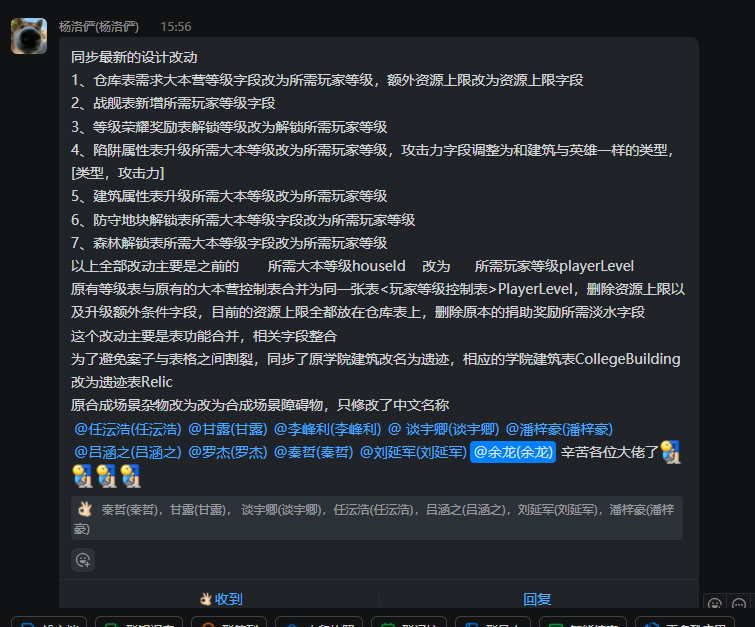 杨洛俨(杨洛俨) 15:56
同步最新的设计改动
1、仓库表需求大本营等级字段改为所需玩家等级，额外资源上限改为资源上限字段
2、战舰表新增所需玩家等级字段
3、等级荣耀奖励表解锁等级改为解锁所需玩家等级
4、陷阱属性表升级所需大本等级改为所需玩家等级，攻击力字段调整为和建筑与英雄一样的类型，
[类型，攻击力]
5、建筑属性表升级所需大本等级改为所需玩家等级
6、防守地块解锁表所需大本等级字段改为所需玩家等级
7、森林解锁表所需大本等级字段改为所需玩家等级
以上全部改动主要是之前的 所需大本等级houseId 改为 所需玩家等级playerLevel
原有等级表与原有的大本营控制表合并为同一张表<玩家等级控制表>PlayerLevel，删除资源上限以
及升级额外条件字段，目前的资源上限全都放在仓库表上，删除原本的捐助奖励所需淡水字段
这个改动主要是表功能合并，相关字段整合
为了避免案子与表格之间割裂，同步了原学院建筑改名为遗迹，相应的学院建筑表CollegeBuilding
改为遗迹表Relic
原合成场景杂物改为改为合成场景障碍物，只修改了中文名称
@任沄浩(任沄浩) @甘露(甘露) @李峰利(李峰利) @ 谈宇卿(谈宇卿) @潘梓豪(潘梓豪)
@吕涵之(吕涵之) @罗杰(罗杰) @秦晢(秦晢) @刘延军(刘延军) @余龙(余龙) 辛苦各位大佬了
秦晢(秦晢)，甘露(甘露)， 谈宇卿(谈宇卿)，任沄浩(任沄浩)，吕涵之(吕涵之)，刘延军(刘延军)，潘梓豪(潘梓
豪)
收到 回复